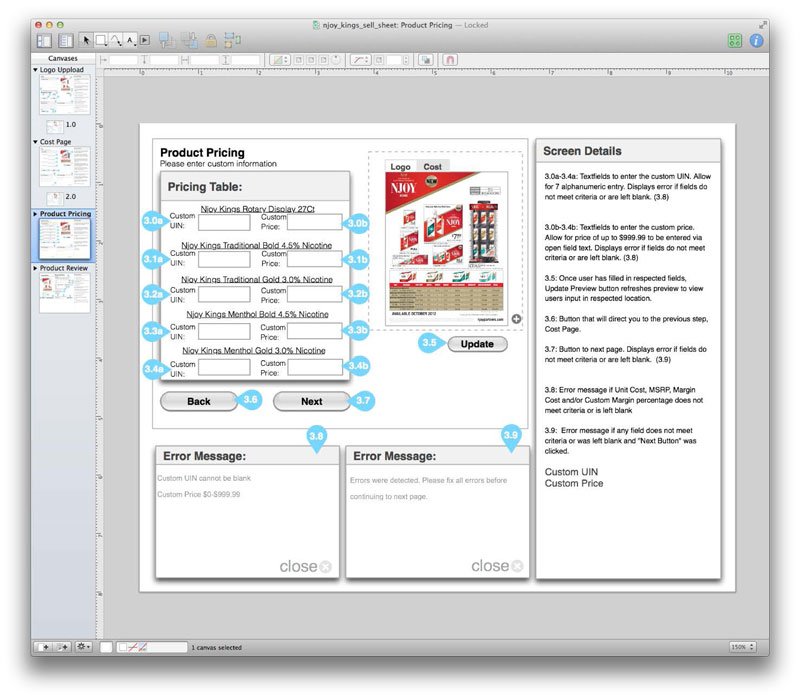 njoy_kings_sell_sheet: Product Pricing — Locked
Canvases
Logo Uppload
1.0
Cost Page
2.0
Product Pricing
Product Review
Product Pricing
Please enter custom information
Pricing Table:
Njoy Kings Rotary Display 27Ct
3.0a
Custom UIN:
Custom Price:
3.0b
Njoy Kings Traditional Bold 4.5% Nicotine
3.1a
Custom UIN:
Custom Price:
3.1b
Njoy Kings Traditional Gold 3.0% Nicotine
3.2a
Custom UIN:
Custom Price:
3.2b
Njoy Kings Menthol Bold 4.5% Nicotine
3.3a
Custom UIN:
Custom Price:
3.3b
Njoy Kings Menthol Gold 3.0% Nicotine
3.4a
Custom UIN:
Custom Price:
3.4b
Back
3.6
Next
3.7
Logo
Cost
NJOY
KINGS
NEW
AVAILABLE OCTOBER 2012
3.5
Update
3.8
Error Message:
Custom UIN cannot be blank
Custom Price $0-$999.99
close
3.9
Error Message:
Errors were detected. Please fix all errors before
continuing to next page.
close
Screen Details
3.0a-3.4a: Textfields to enter the custom UIN. Allow
for 7 alphanumeric entry. Displays error if fields do
not meet criteria or are left blank. (3.8)
3.0b-3.4b: Textfields to enter the custom price.
Allow for price of up to $999.99 to be entered via
open field text. Displays error if fields do not meet
criteria or are left blank. (3.8)
3.5: Once user has filled in respected fields,
Update Preview button refreshes preview to view
users input in respected location.
3.6: Button that will direct you to the previous step,
Cost Page.
3.7: Button to next page. Displays error if fields do
not meet criteria or are left blank. (3.9)
3.8: Error message if Unit Cost, MSRP, Margin
Cost and/or Custom Margin percentage does not
meet criteria or is left blank
3.9: Error message if any field does not meet
criteria or was left blank and "Next Button" was
clicked.
Custom UIN
Custom Price
1 canvas selected
150%